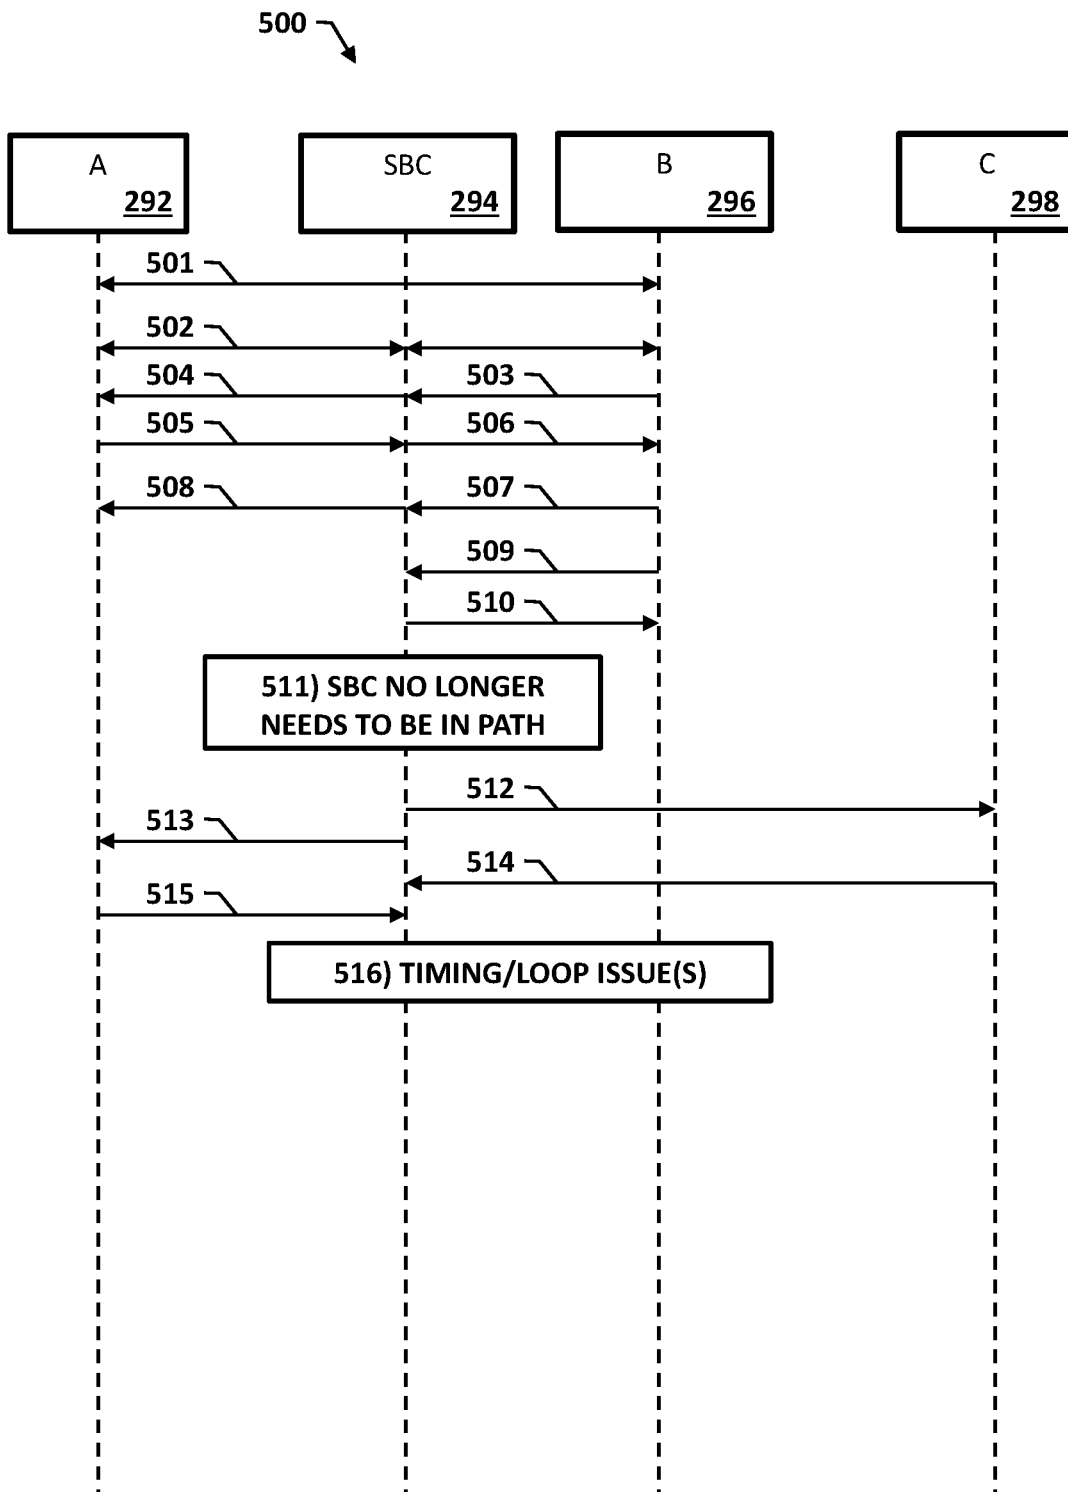 500
A
292
SBC
294
B
296
C
298
501
502
504
503
505
506
508
507
509
510
511) SBC NO LONGER
NEEDS TO BE IN PATH
512
513
514
515
516) TIMING/LOOP ISSUE(S)